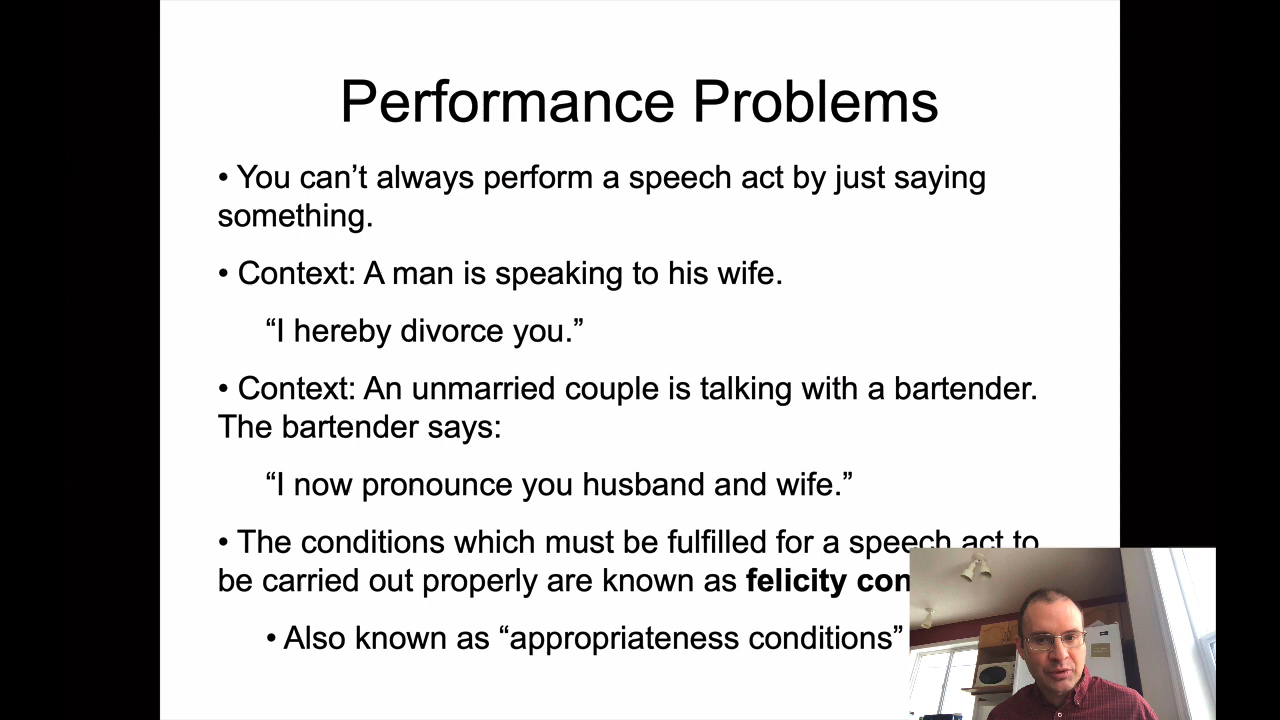 Performance Problems
• You can’t always perform a speech act by just saying
something.
• Context: A man is speaking to his wife.
“I hereby divorce you.”
• Context: An unmarried couple is talking with a bartender.
The bartender says:
“I now pronounce you husband and wife.”
• The conditions which must be fulfilled for a speech act to
be carried out properly are known as felicity con
• Also known as “appropriateness conditions”